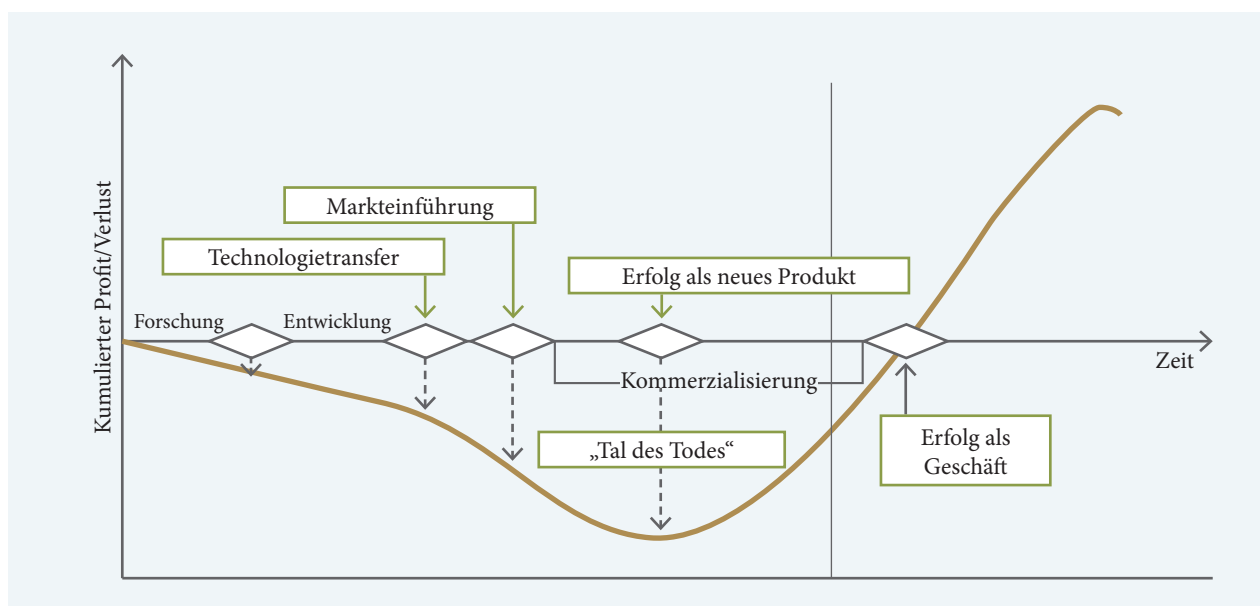 Kumulierter Profit/Verlust
Markteinführung
Technologietransfer
Erfolg als neues Produkt
Forschung
Entwicklung
Zeit
Kommerzialisierung
„Tal des Todes“
Erfolg als
Geschäft